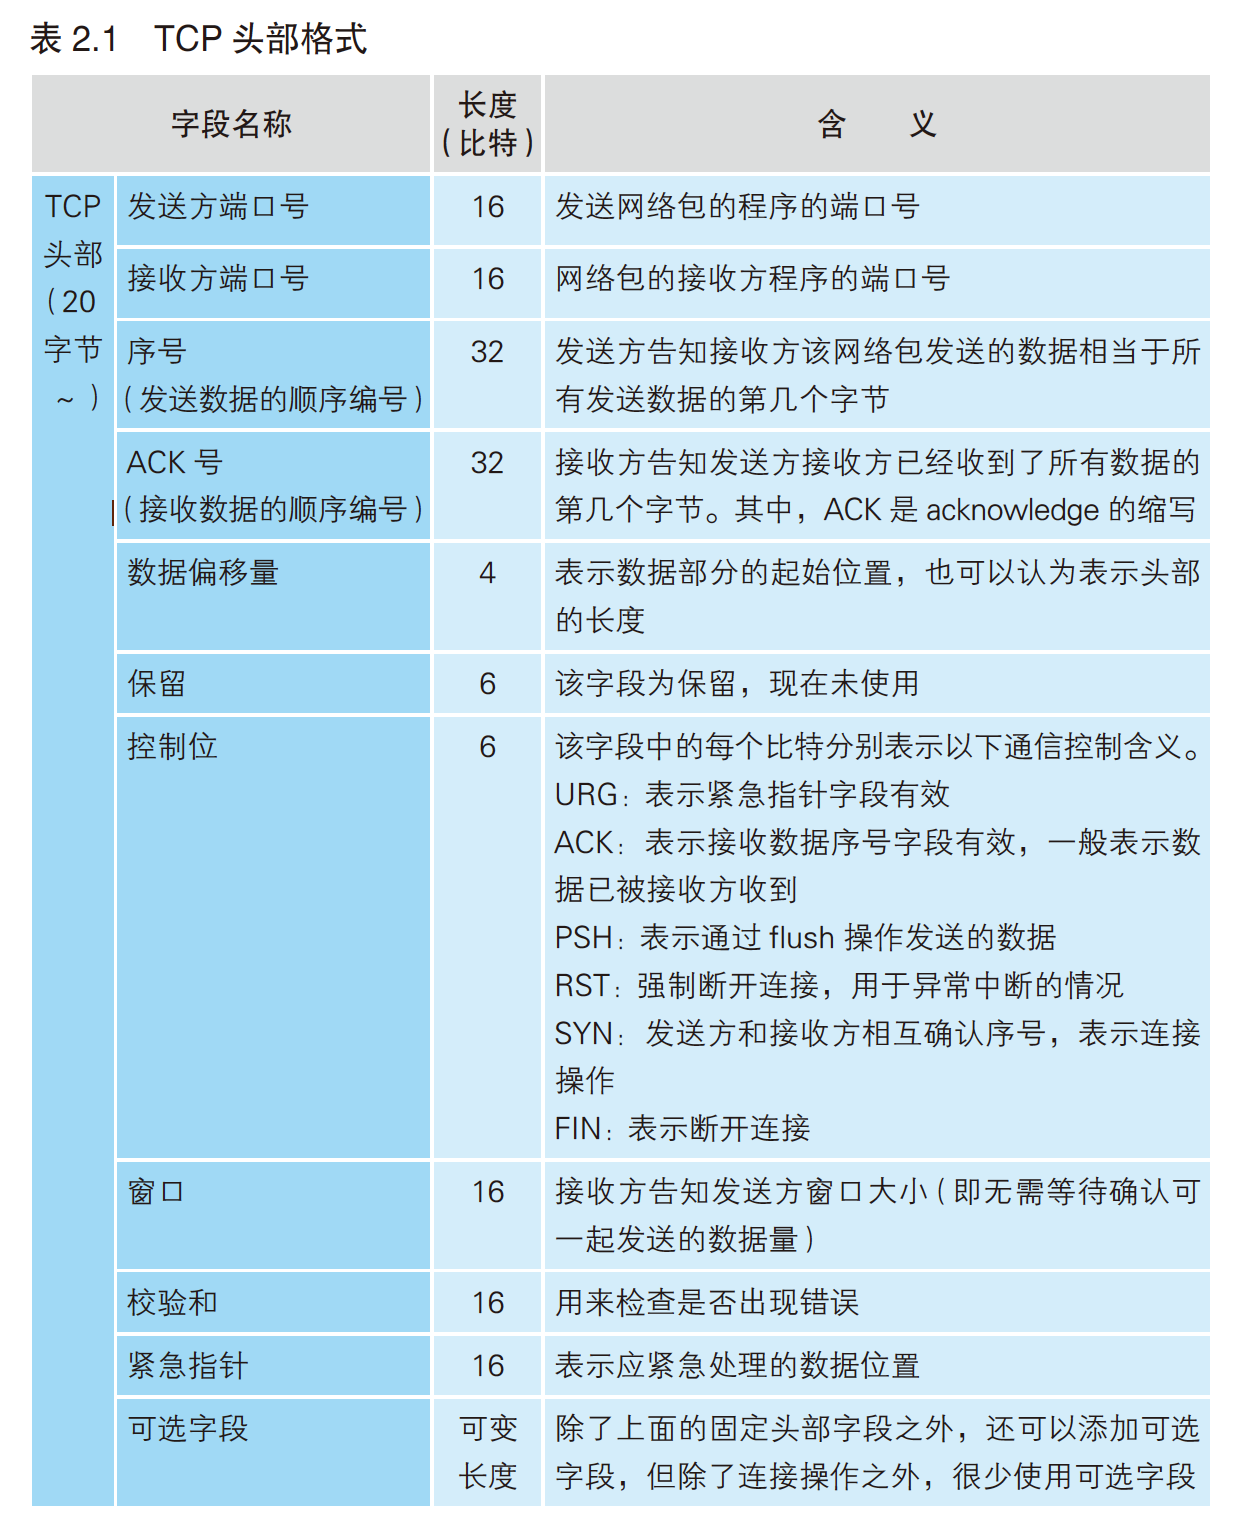 表 2.1 TCP 头部格式
字段名称
长度
（比特）
含 义
TCP
头部
（20
字节
～）
发送方端口号
16
发送网络包的程序的端口号
接收方端口号
16
网络包的接收方程序的端口号
序号
（发送数据的顺序编号）
32
发送方告知接收方该网络包发送的数据相当于所
有发送数据的第几个字节
ACK 号
（接收数据的顺序编号）
32
接收方告知发送方接收方已经收到了所有数据的
第几个字节。其中，ACK 是 acknowledge 的缩写
数据偏移量
4
表示数据部分的起始位置，也可以认为表示头部
的长度
保留
6
该字段为保留，现在未使用
控制位
6
该字段中的每个比特分别表示以下通信控制含义。
URG：表示紧急指针字段有效
ACK：表示接收数据序号字段有效，一般表示数
据已被接收方收到
PSH：表示通过 flush 操作发送的数据
RST：强制断开连接，用于异常中断的情况
SYN：发送方和接收方相互确认序号，表示连接
操作
FIN：表示断开连接
窗口
16
接收方告知发送方窗口大小（即无需等待确认可
一起发送的数据量）
校验和
16
用来检查是否出现错误
紧急指针
16
表示应紧急处理的数据位置
可选字段
可变
长度
除了上面的固定头部字段之外，还可以添加可选
字段，但除了连接操作之外，很少使用可选字段